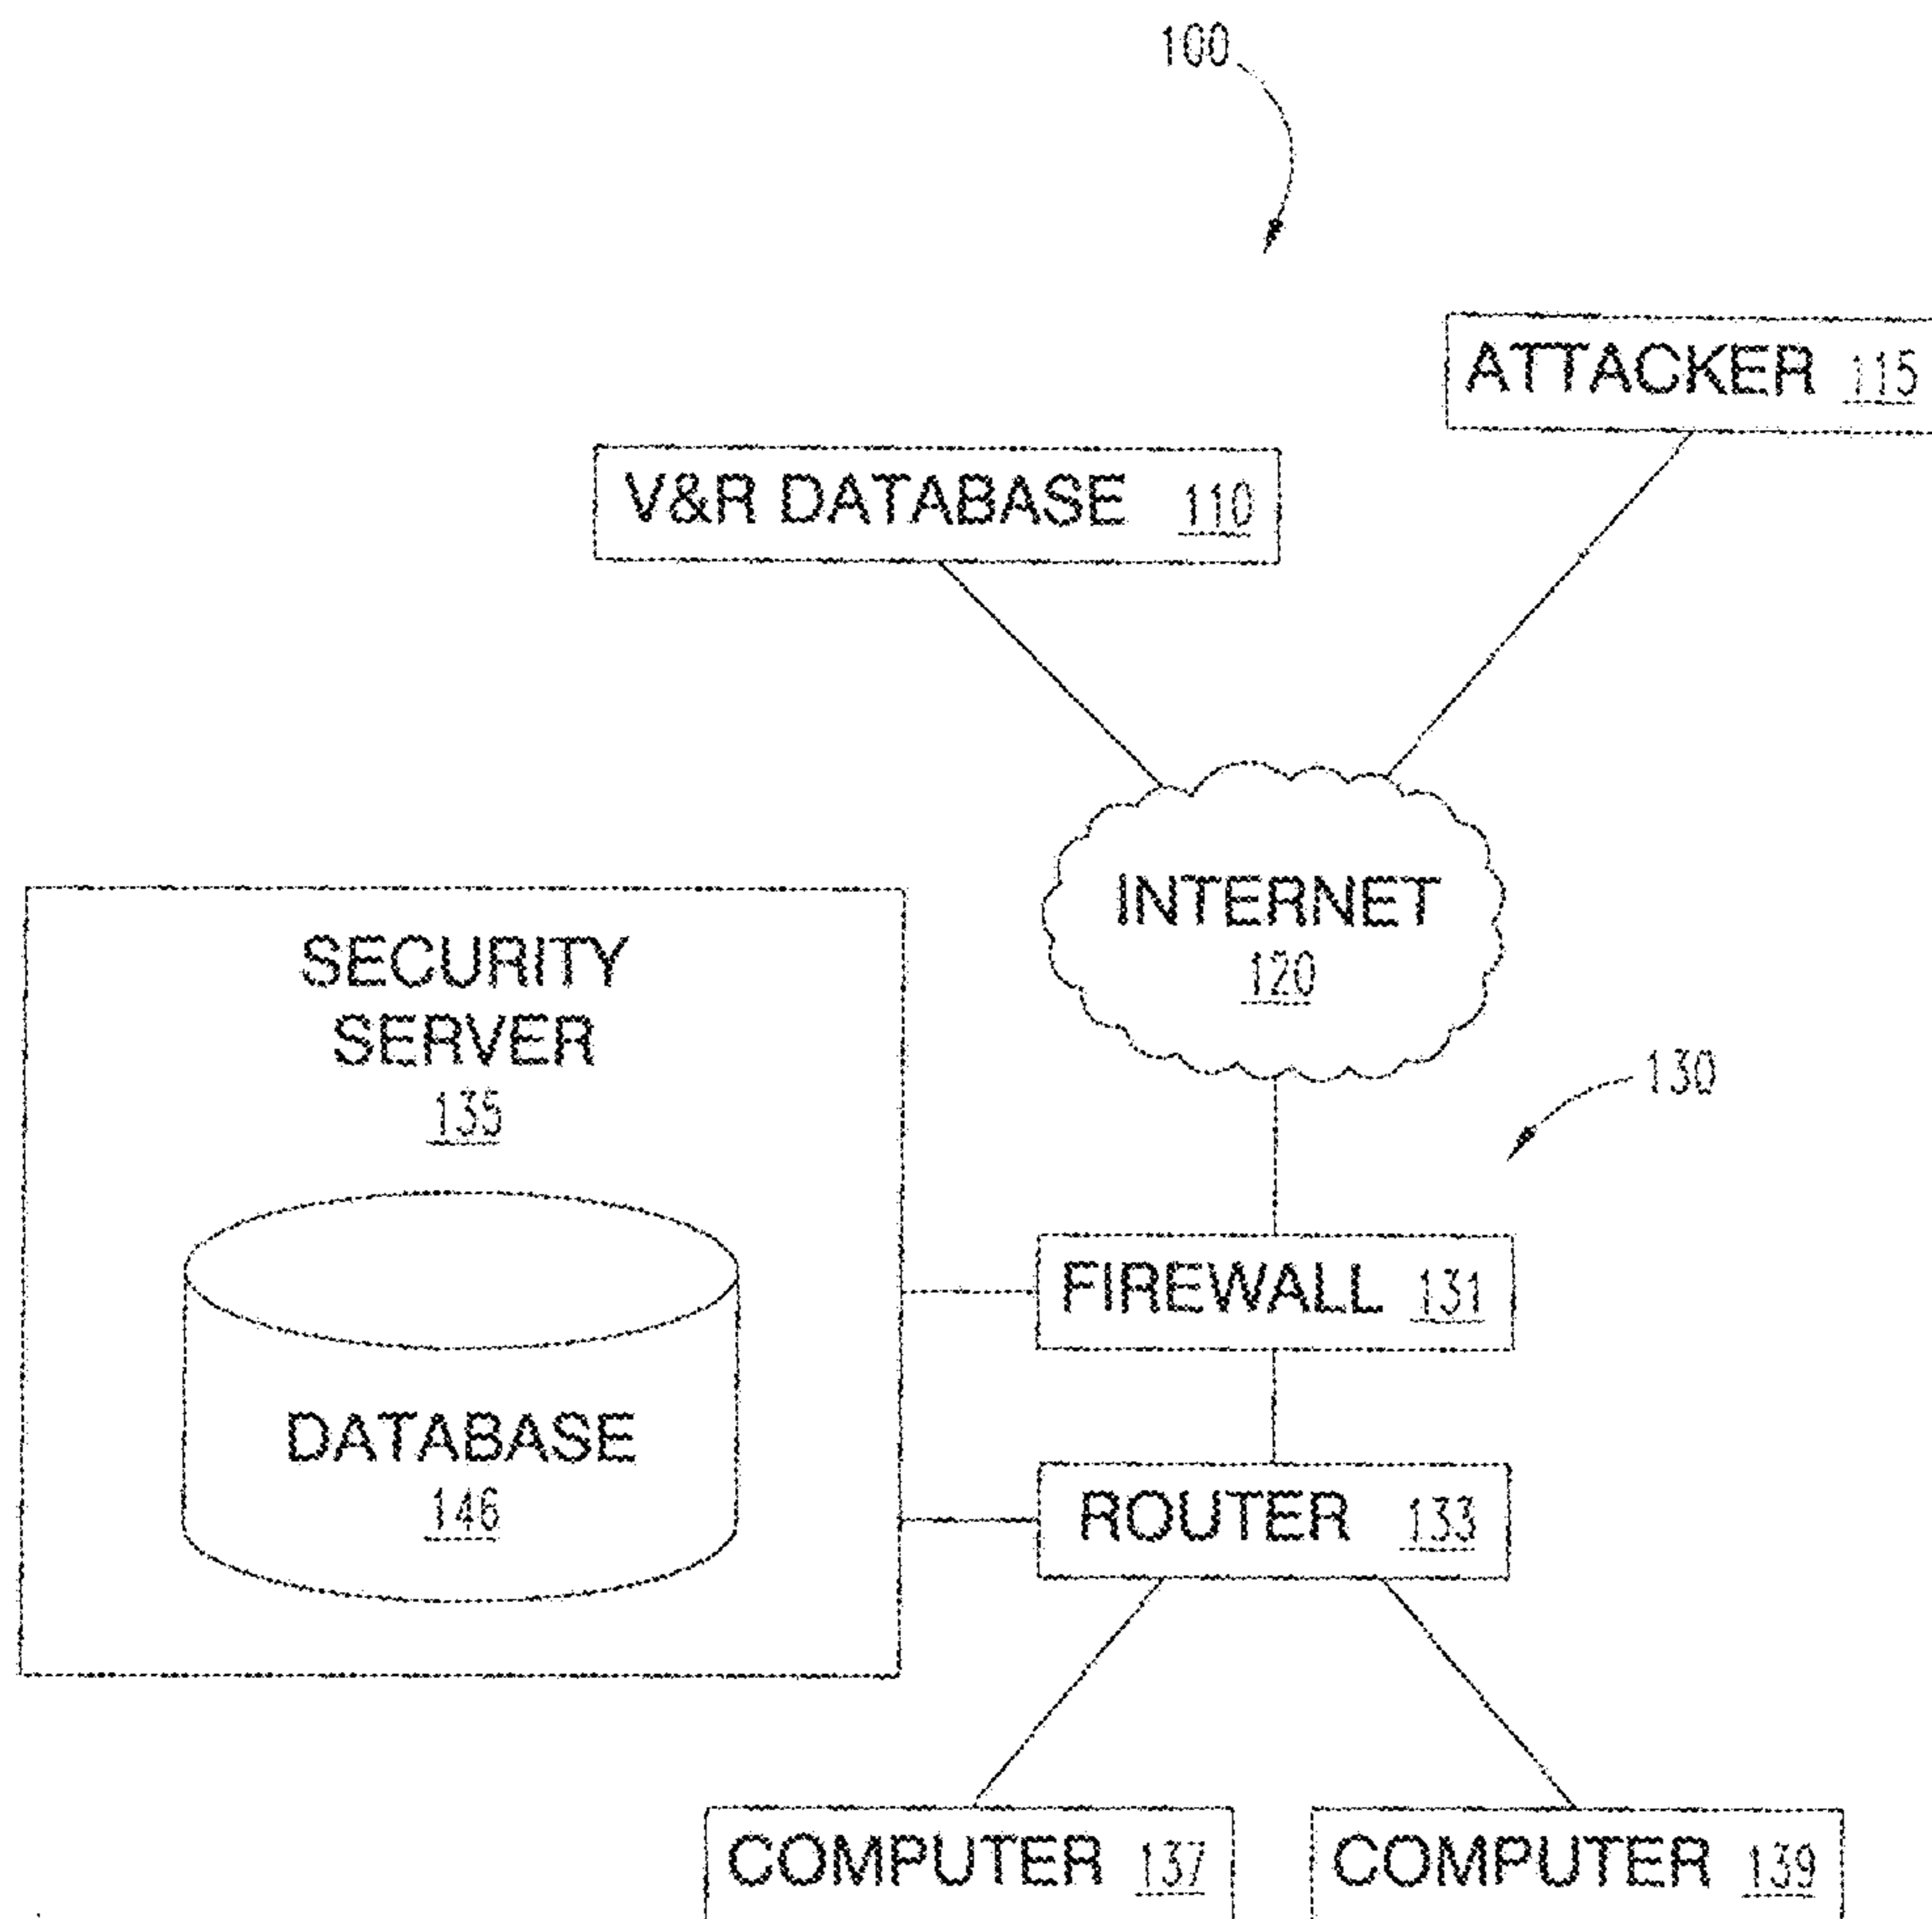 100
ATTACKER 115
V&R DATABASE 110
INTERNET
120
SECURITY
SERVER
135
130
FIREWALL 131
DATABASE
146
ROUTER 133
COMPUTER 137
COMPUTER 139